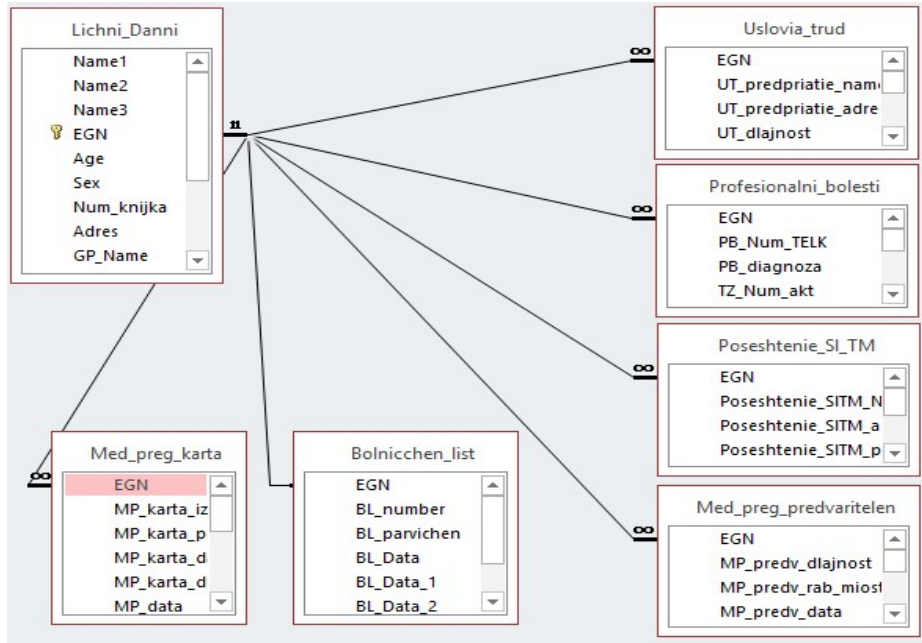 Lichni_Danni
Name1
Name2
Name3
EGN
Age
Sex
Num_knijka
Adres
GP_Name
1
∞
Uslovia_trud
EGN
UT_predpriatie_nam
UT_predpriatie_adre
UT_dlajnost
∞
Profesionalni_bolesti
EGN
PB_Num_TELK
PB_diagnoza
TZ_Num_akt
∞
Poseshtenie_SI_TM
EGN
Poseshtenie_SITM_N
Poseshtenie_SITM_a
Poseshtenie_SITM_p
∞
Med_preg_karta
EGN
MP_karta_iz
MP_karta_p
MP_karta_d
MP_karta_d
MP_data
Bolnicchen_list
EGN
BL_number
BL_parvichen
BL_Data
BL_Data_1
BL_Data_2
∞
Med_preg_predvaritelen
EGN
MP_predv_dlajnost
MP_predv_rab_miost
MP_predv_data